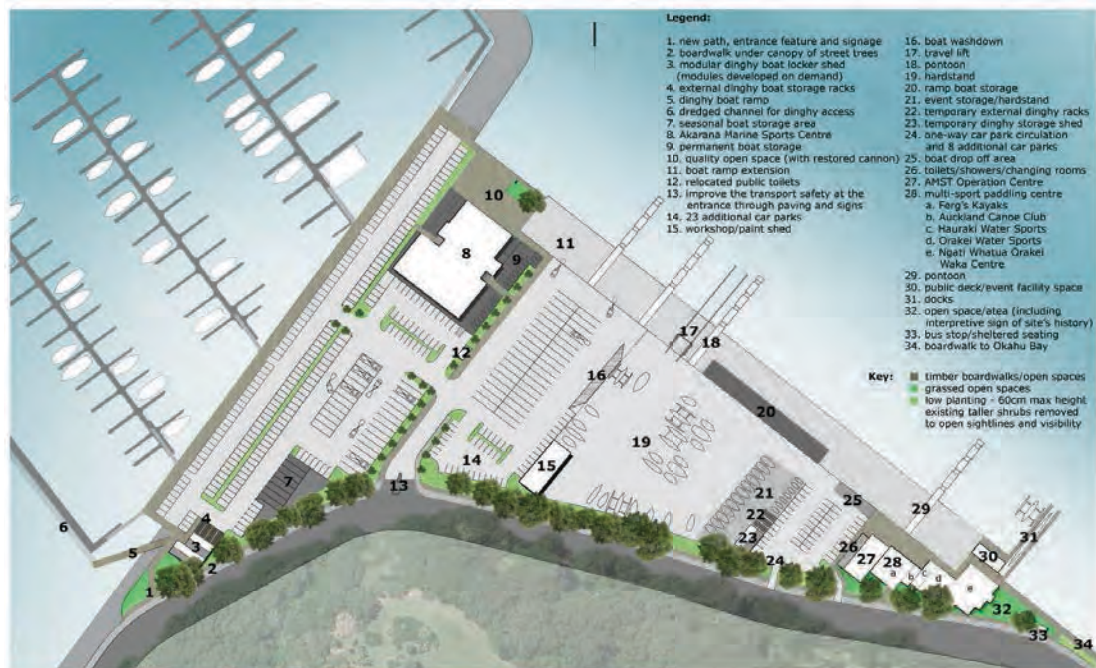 Legend:
1. new path, entrance feature and signage
2. boardwalk under canopy of street trees
3. modular dinghy boat locker shed
(modules developed on demand)
4. external dinghy boat storage racks
5. dinghy boat ramp
6. dredged channel for dinghy access
7. seasonal boat storage area
8. Akarana Marine Sports Centre
9. permanent boat storage
10. quality open space (with restored cannon)
11. boat ramp extension
12. relocated public toilets
13. improve the transport safety at the
entrance through paving and signs
14. 23 additional car parks
15. workshop/paint shed
16. boat washdown
17. travel lift
18. pontoon
19. hardstand
20. ramp boat storage
21. event storage/hardstand
22. temporary external dinghy racks
23. temporary dinghy storage shed
24. one-way car park circulation
and 8 additional car parks
25. boat drop off area
26. toilets/showers/changing rooms
27. AMST Operation Centre
28. multi-sport paddling centre
a. Ferg's Kayaks
b. Auckland Canoe Club
c. Hauraki Water Sports
d. Orakei Water Sports
e. Ngati Whatua Orakei
Waka Centre
29. pontoon
30. public deck/event facility space
31. docks
32. open space/atea (including
interpretive sign of site's history)
33. bus stop/sheltered seating
34. boardwalk to Okahu Bay
Key:
timber boardwalks/open spaces
grassed open spaces
low planting - 60cm max height
existing taller shrubs removed
to open sightlines and visibility
10
8
9
11
12
17
18
16
20
19
14
15
7
13
6
5
4
3
2
1
21
22
23
24
25
26
27
28
a
b
c
d
e
29
30
31
32
33
34